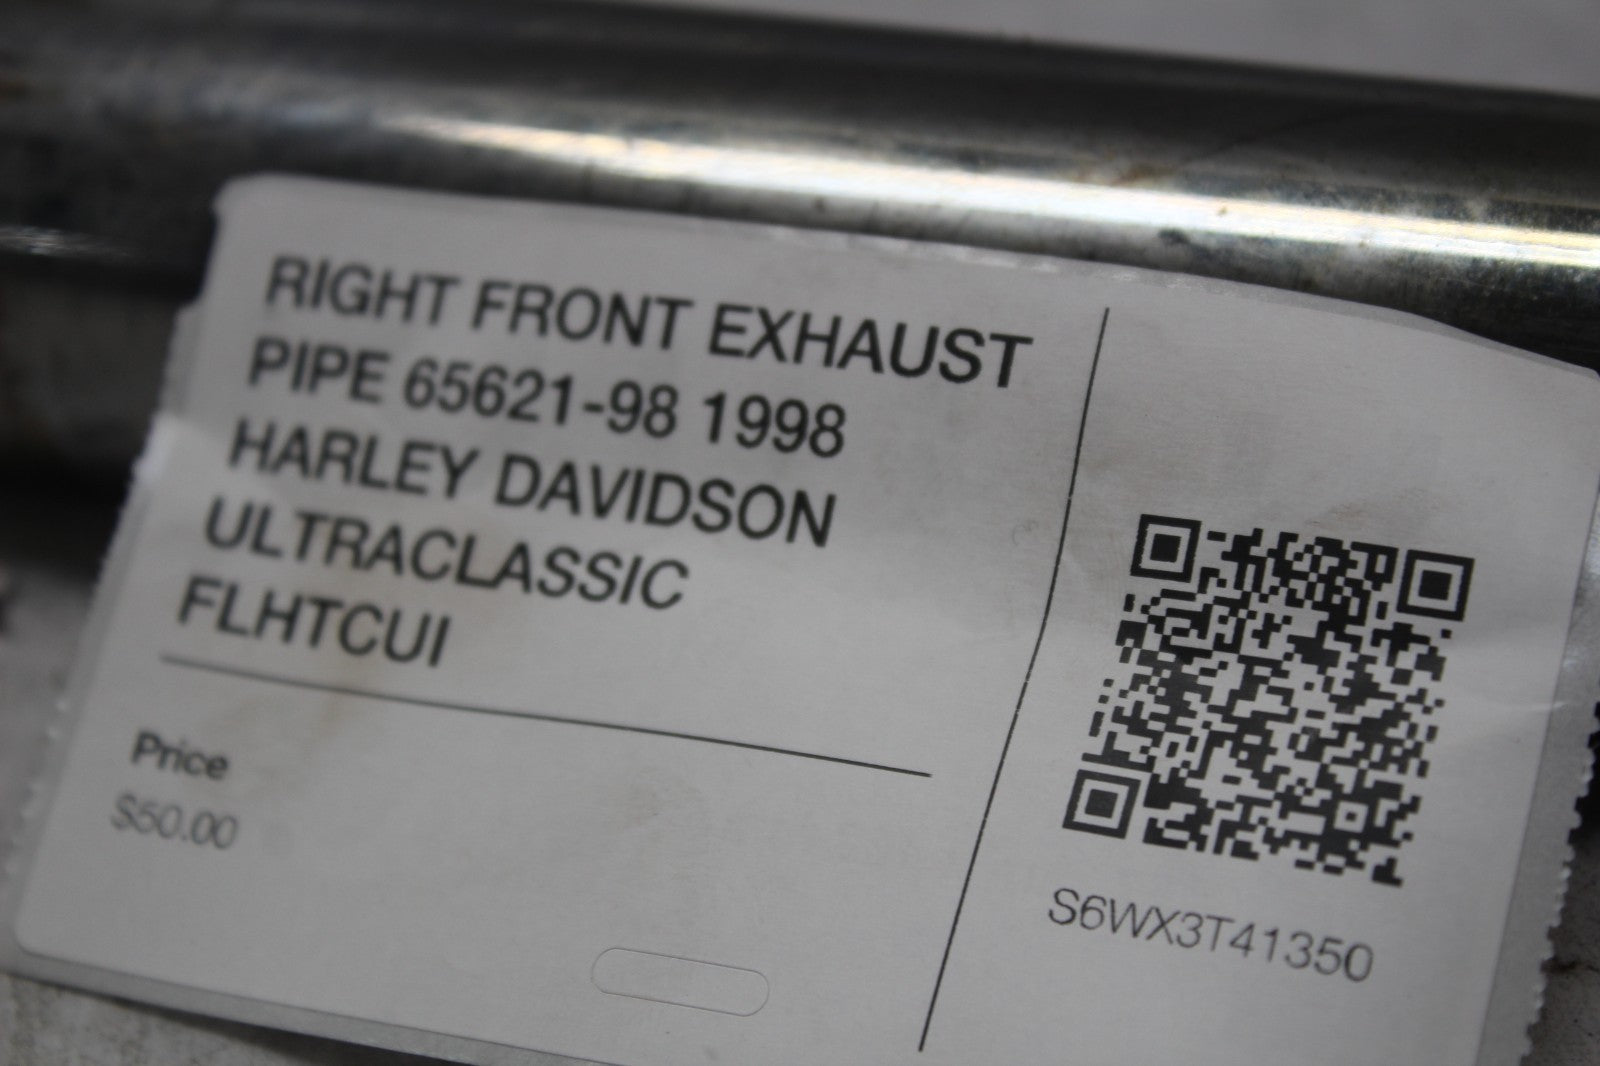 RIGHT FRONT EXHAUST
PIPE 65621-98 1998
HARLEY DAVIDSON
ULTRACLASSIC
FLHTCUI
Price
$50.00
S6WX3T41350